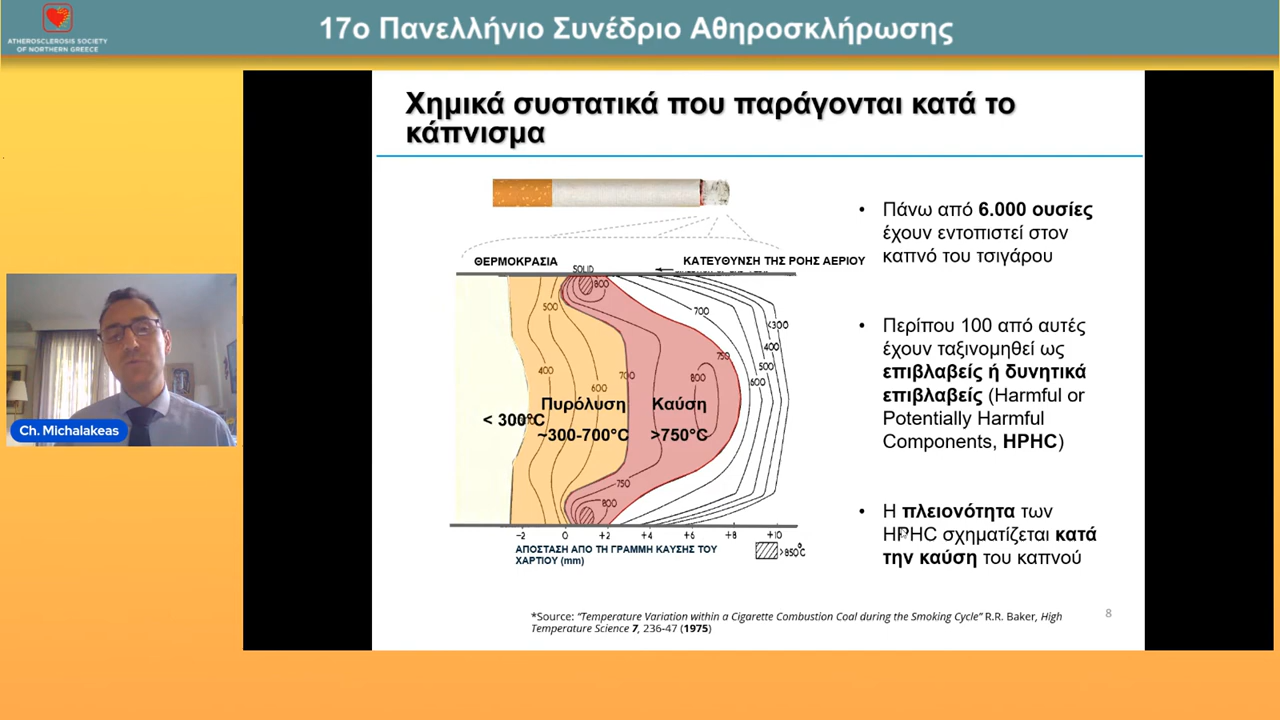 ATHEROSCLEROSIS SOCIETY
OF NORTHERN GREECE
17ο Πανελλήνιο Συνέδριο Αθηροσκλήρωσης
Χημικά συστατικά που παράγονται κατά το
κάπνισμα
ΘΕΡΜΟΚΡΑΣΙΑ
SOLID
ΚΑΤΕΥΘΥΝΣΗ ΤΗΣ ΡΟΗΣ ΑΕΡΙΟΥ
800
500
700
<300
400
750
400
700
500
600
800
600
Πυρόλυση
Καύση
< 300°C
~300-700°C
>750°C
750
800
-2
0
+2
+4
+6
+8
+10
ΑΠΟΣΤΑΣΗ ΑΠΟ ΤΗ ΓΡΑΜΜΗ ΚΑΥΣΗΣ ΤΟΥ
ΧΑΡΤΙΟΥ (mm)
>850°C
• Πάνω από 6.000 ουσίες
έχουν εντοπιστεί στον
καπνό του τσιγάρου
• Περίπου 100 από αυτές
έχουν ταξινομηθεί ως
επιβλαβείς ή δυνητικά
επιβλαβείς (Harmful or
Potentially Harmful
Components, HPHC)
• Η πλειονότητα των
HPHC σχηματίζεται κατά
την καύση του καπνού
*Source: “Temperature Variation within a Cigarette Combustion Coal during the Smoking Cycle” R.R. Baker, High
Temperature Science 7, 236-47 (1975)
8
Ch. Michalakeas